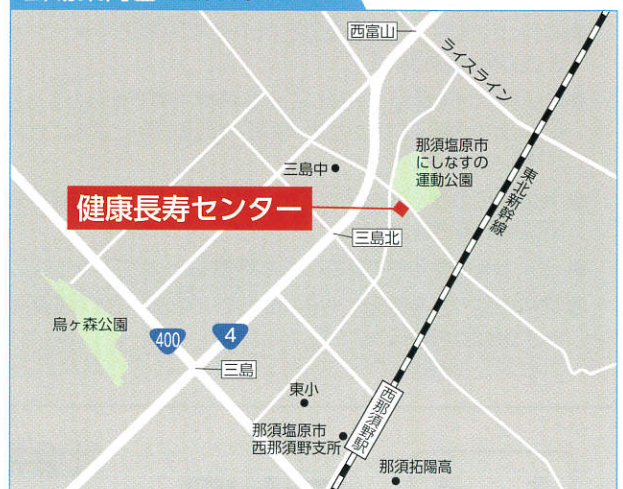 西富山
ライスライン
那須塩原市
にしなすの
運動公園
三島中
東北新幹線
健康長寿センター
三島北
烏ヶ森公園
400
4
三島
東小
西那須野駅
那須塩原市
西那須野支所
那須拓陽高